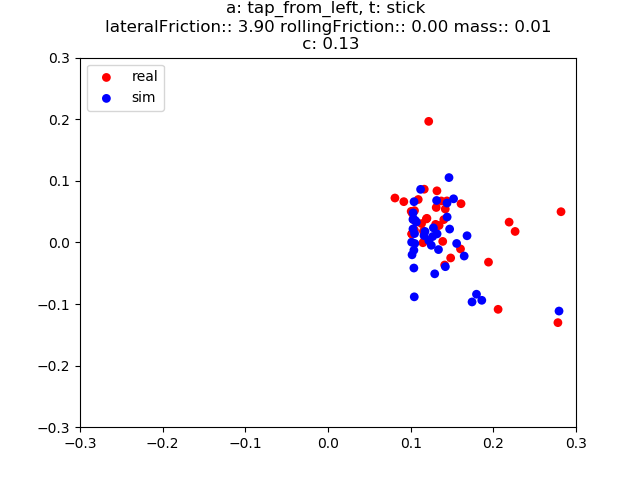 a: tap_from_left, t: stick
lateralFriction:: 3.90 rollingFriction:: 0.00 mass:: 0.01
c: 0.13
real
sim
0.3
0.2
0.1
0.0
−0.1
−0.2
−0.3
−0.3
−0.2
−0.1
0.0
0.1
0.2
0.3